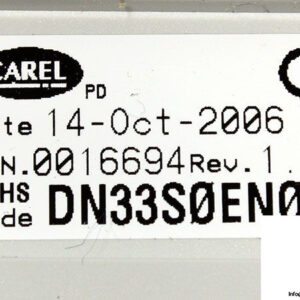 CAREL
PD
te 14-Oct-2006
N.0016694 Rev.1.
HS
de DN33SØENØ